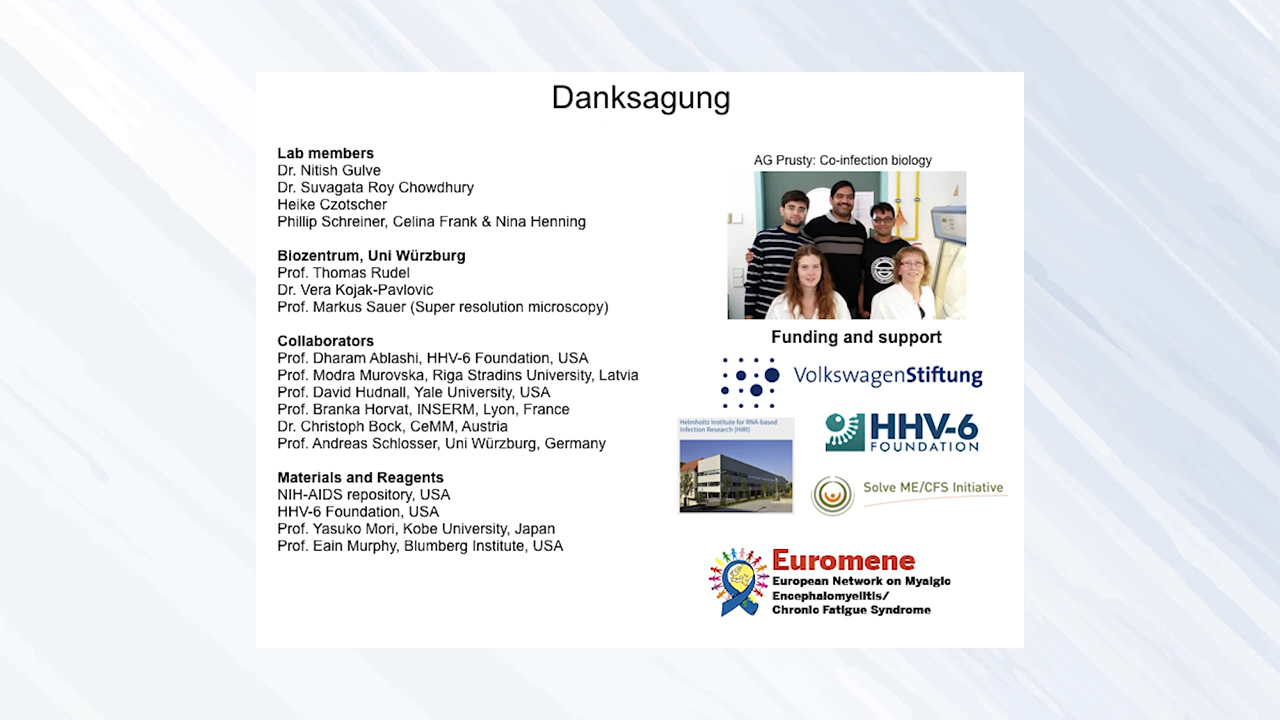 Danksagung
Lab members
Dr. Nitish Gulve
Dr. Suvagata Roy Chowdhury
Heike Czotscher
Phillip Schreiner, Celina Frank & Nina Henning
Biozentrum, Uni Würzburg
Prof. Thomas Rudel
Dr. Vera Kojak-Pavlovic
Prof. Markus Sauer (Super resolution microscopy)
Collaborators
Prof. Dharam Ablashi, HHV-6 Foundation, USA
Prof. Modra Murovska, Riga Stradins University, Latvia
Prof. David Hudnall, Yale University, USA
Prof. Branka Horvat, INSERM, Lyon, France
Dr. Christoph Bock, CeMM, Austria
Prof. Andreas Schlosser, Uni Würzburg, Germany
Materials and Reagents
NIH-AIDS repository, USA
HHV-6 Foundation, USA
Prof. Yasuko Mori, Kobe University, Japan
Prof. Eain Murphy, Blumberg Institute, USA
AG Prusty: Co-infection biology
Funding and support
VolkswagenStiftung
Helmholtz Institute for RNA-based
Infection Research (HIRI)
HHV-6
FOUNDATION
Solve ME/CFS Initiative
Euromene
European Network on Myalgic
Encephalomyelitis/
Chronic Fatigue Syndrome